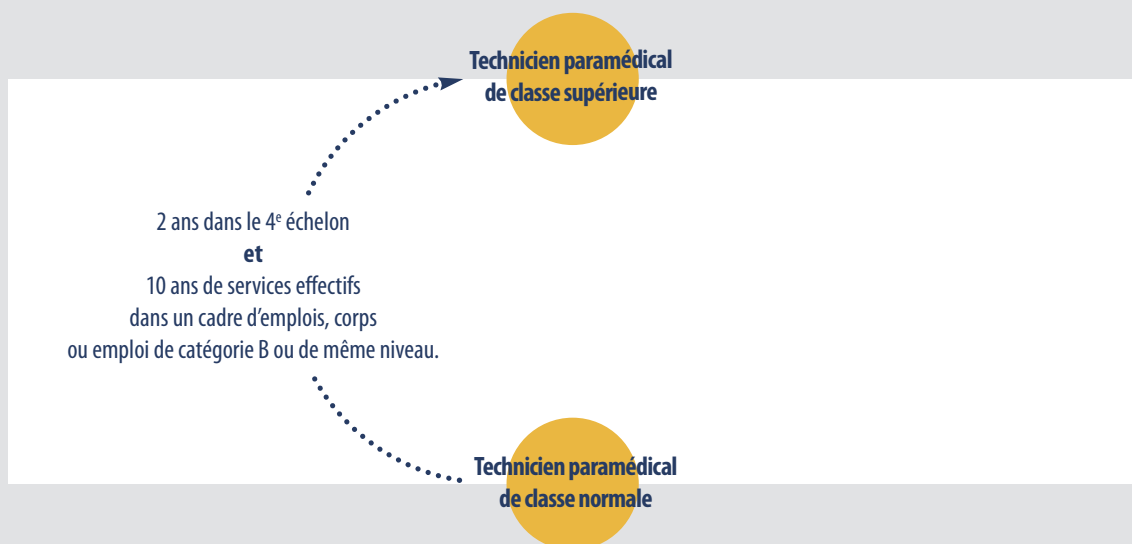 Technicien paramédical
de classe supérieure
2 ans dans le 4e échelon
et
10 ans de services effectifs
dans un cadre d’emplois, corps
ou emploi de catégorie B ou de même niveau.
Technicien paramédical
de classe normale